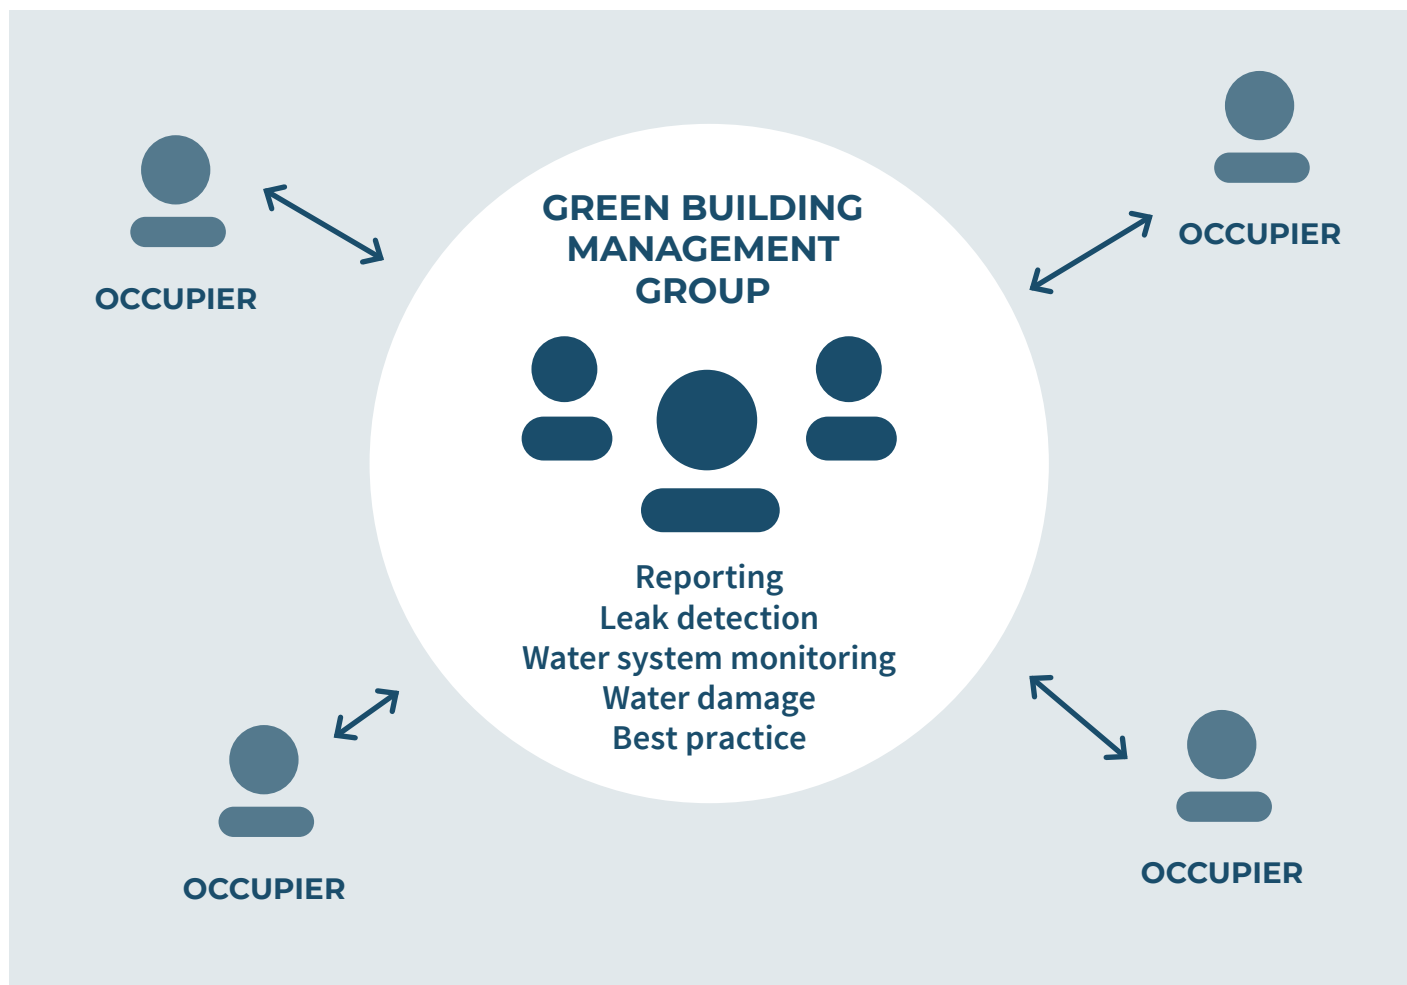 OCCUPIER
GREEN BUILDING
MANAGEMENT
GROUP
OCCUPIER
Reporting
Leak detection
Water system monitoring
Water damage
Best practice
OCCUPIER
OCCUPIER